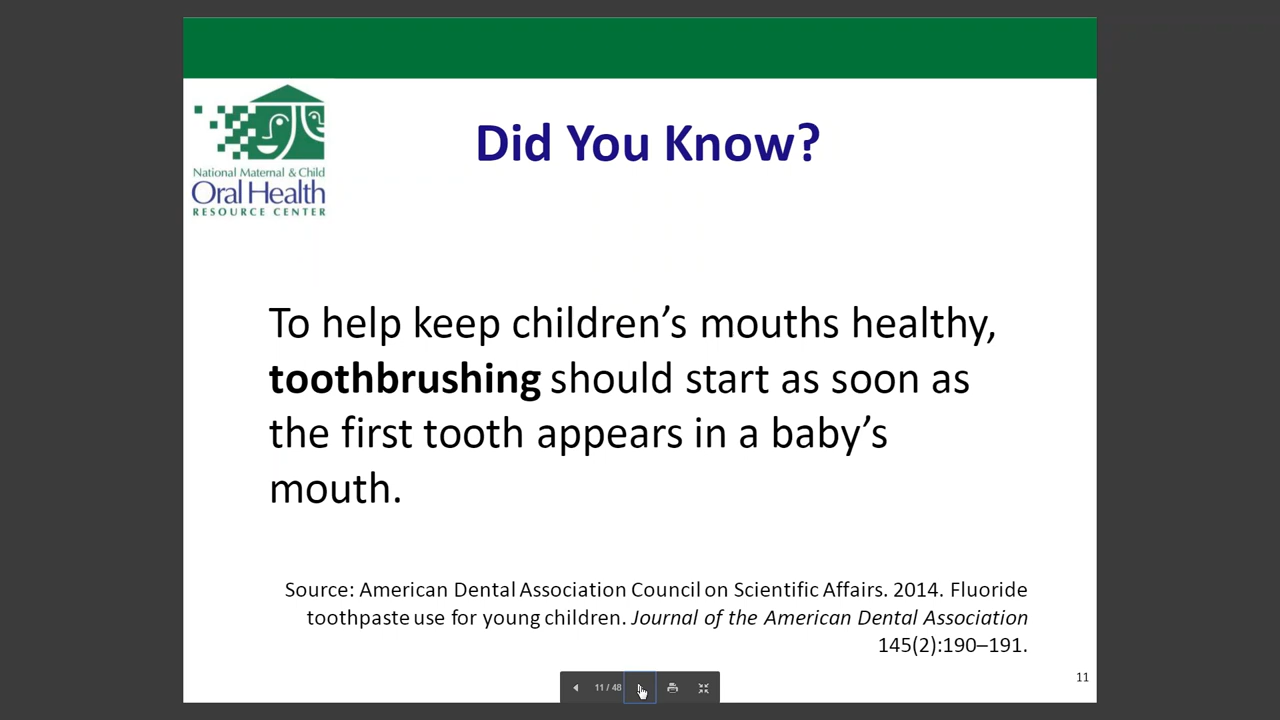 National Maternal & Child
Oral Health
RESOURCE CENTER
Did You Know?
To help keep children’s mouths healthy,
toothbrushing should start as soon as
the first tooth appears in a baby’s
mouth.
Source: American Dental Association Council on Scientific Affairs. 2014. Fluoride
toothpaste use for young children. Journal of the American Dental Association
145(2):190–191.
11
11 / 48